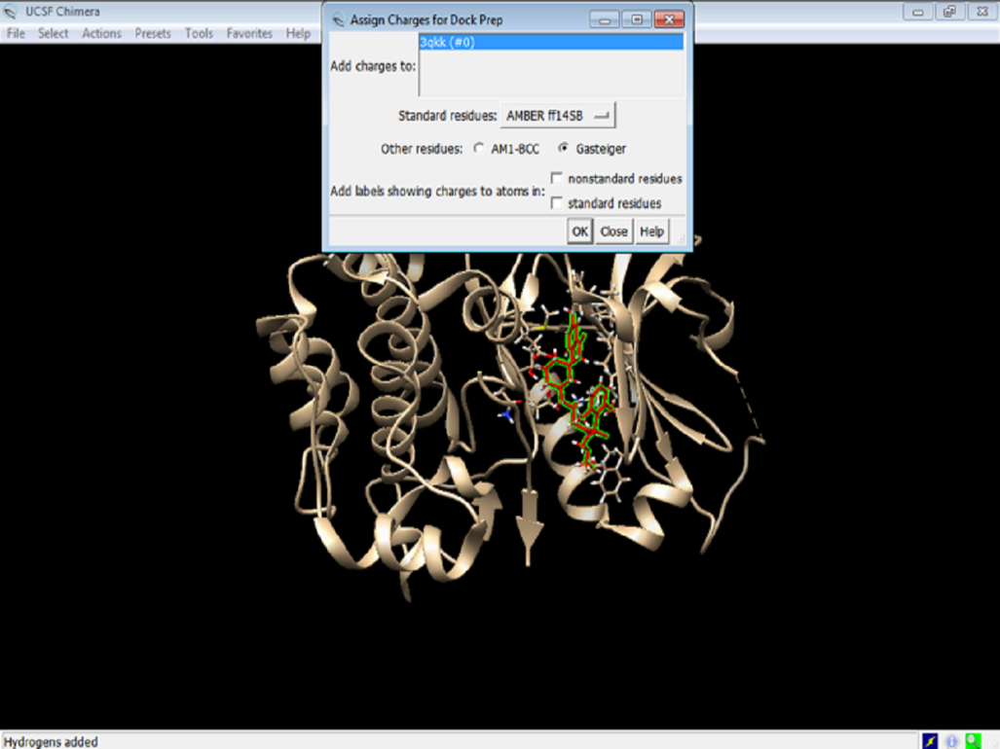 UCSF Chimera
File Select Actions Presets Tools Favorites Help
Assign Charges for Dock Prep
3qkk (#0)
Add charges to:
Standard residues: AMBER ff14SB
Other residues: AM1-BCC Gasteiger
Add labels showing charges to atoms in:
nonstandard residues
standard residues
OK Close Help
Hydrogens added